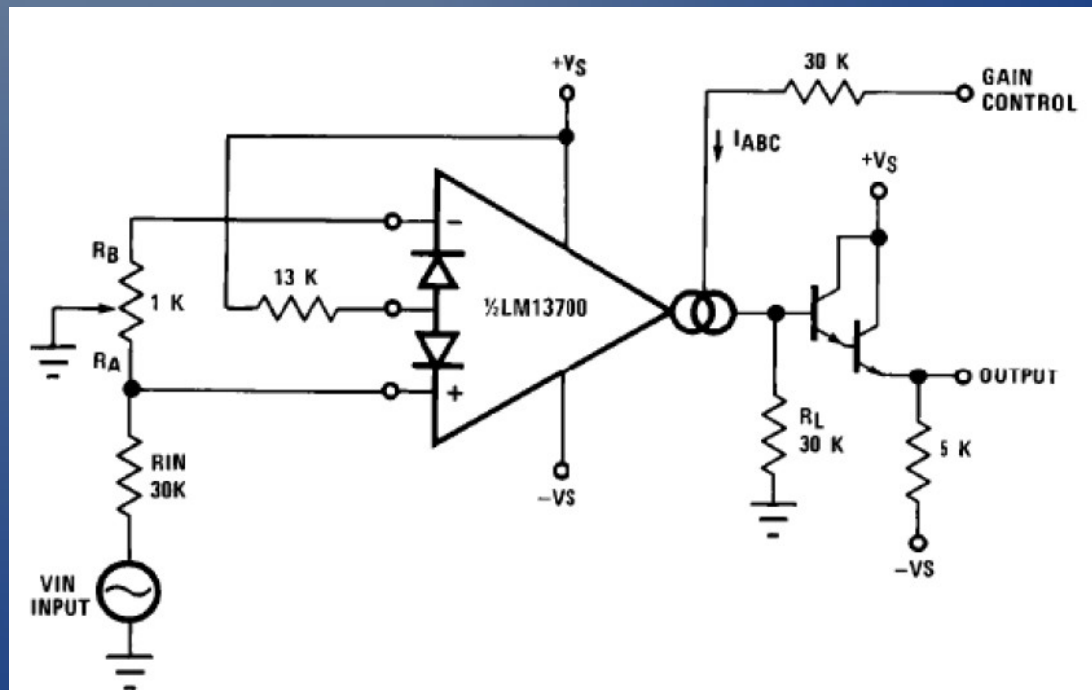 +VS
30 K
GAIN
CONTROL
IABC
+VS
RB
1 K
RA
13 K
−
+
½LM13700
RL
30 K
OUTPUT
5 K
−VS
−VS
RIN
30K
VIN
INPUT